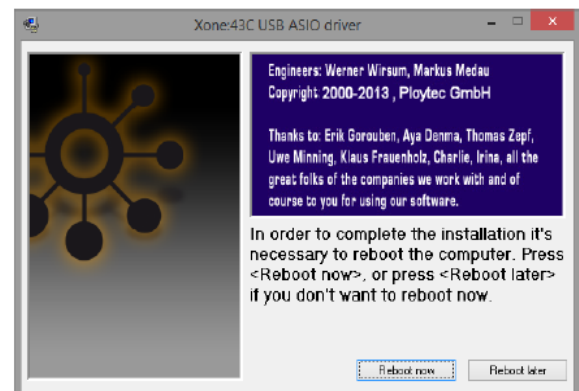 Xone:43C USB ASIO driver
Engineers: Werner Wirsum, Markus Medau
Copyright: 2000-2013 , Ploytec GmbH
Thanks to: Erik Gorouben, Aya Denma, Thomas Zepf,
Uwe Minning, Klaus Frauenholz, Charlie, Irina, all the
great folks of the companies we work with and of
course to you for using our software.
In order to complete the installation it's
necessary to reboot the computer. Press
<Reboot now>, or press <Reboot later>
if you don't want to reboot now.
Reboot now
Reboot later